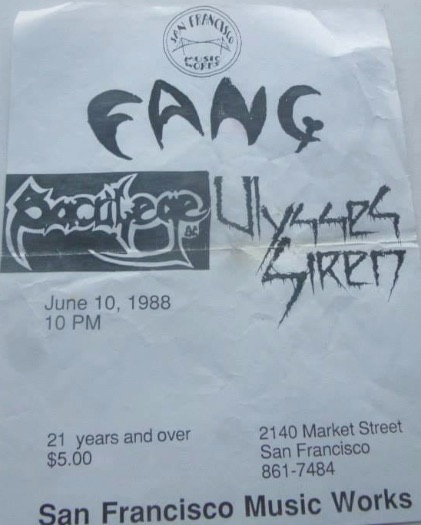 SAN FRANCISCO
MUSIC
WORKS
FANG
Sacrilege
B.C.
Ulysses
Siren
June 10, 1988
10 PM
21 years and over
$5.00
2140 Market Street
San Francisco
861-7484
San Francisco Music Works